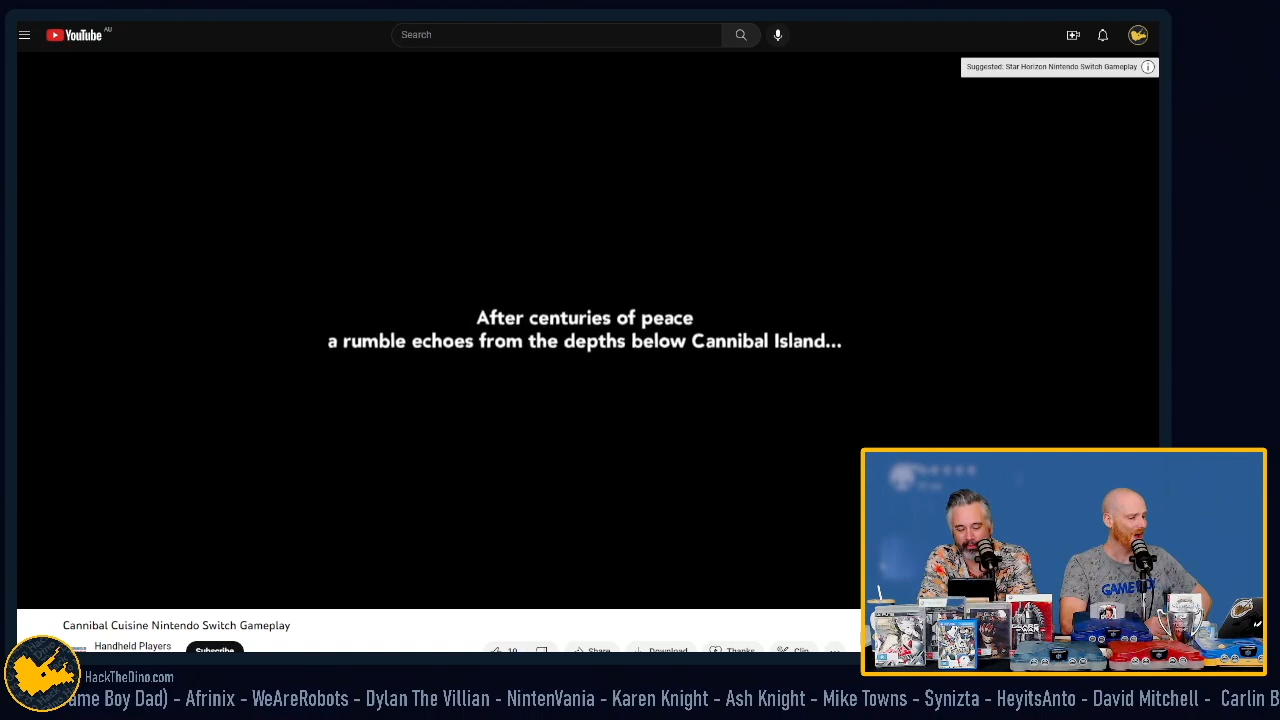 YouTube AU
Search
Suggested: Star Horizon Nintendo Switch Gameplay
After centuries of peace
a rumble echoes from the depths below Cannibal Island...
Cannibal Cuisine Nintendo Switch Gameplay
Handheld Players
Subscribe
19
Share
Download
Thanks
Clip
HackTheDino.com
ame Boy Dad) - Afrinix - WeAreRobots - Dylan The Villian - NintenVania - Karen Knight - Ash Knight - Mike Towns - Synizta - HeyitsAnto - David Mitchell - Carlin B